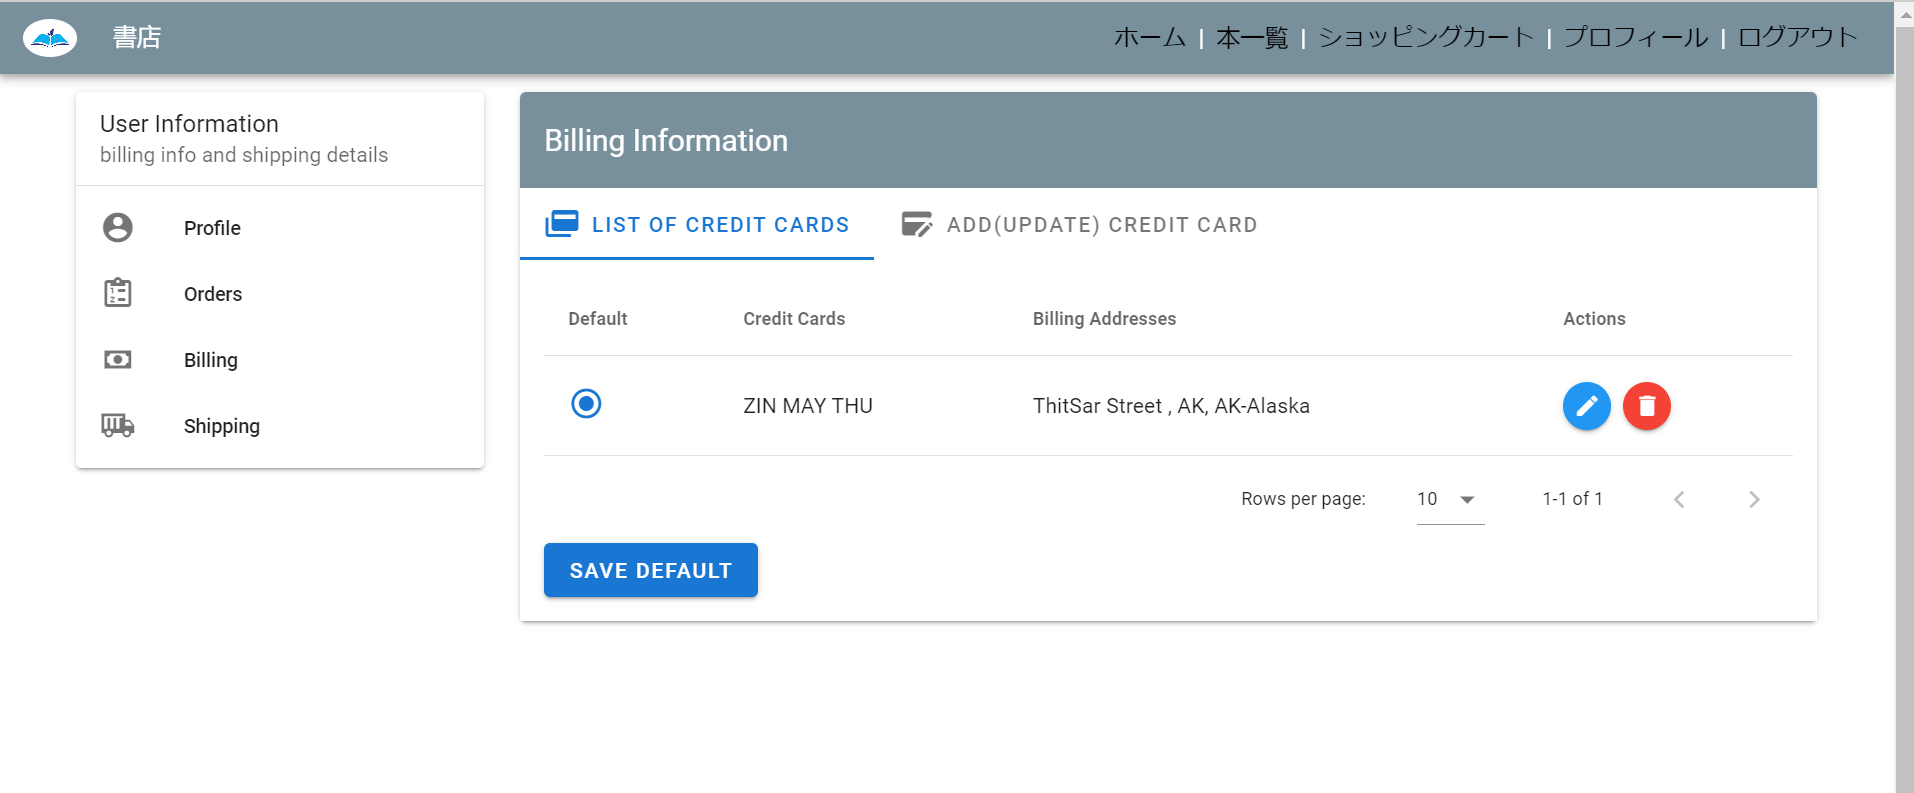 書店
ホーム | 本一覧 | ショッピングカート | プロフィール | ログアウト
User Information
billing info and shipping details
Profile
Orders
Billing
Shipping
Billing Information
LIST OF CREDIT CARDS
ADD(UPDATE) CREDIT CARD
Default Credit Cards Billing Addresses Actions
ZIN MAY THU ThitSar Street , AK, AK-Alaska
Rows per page: 10 1-1 of 1
SAVE DEFAULT